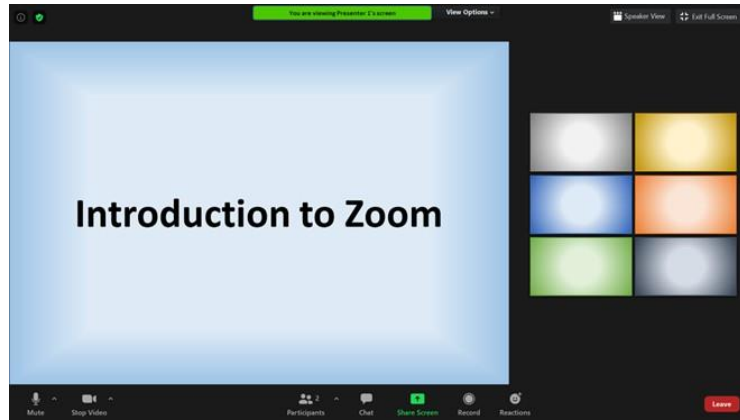 You are viewing Presenter 1's screen
View Options
Speaker View
Exit Full Screen
Introduction to Zoom
Mute
Stop Video
2
Participants
Chat
Share Screen
Record
Reactions
Leave